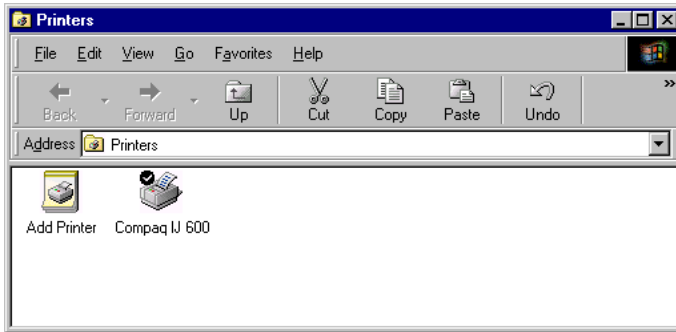 Printers
File Edit View Go Favorites Help
Back Forward Up Cut Copy Paste Undo »
Address Printers
Add Printer Compaq IJ 600